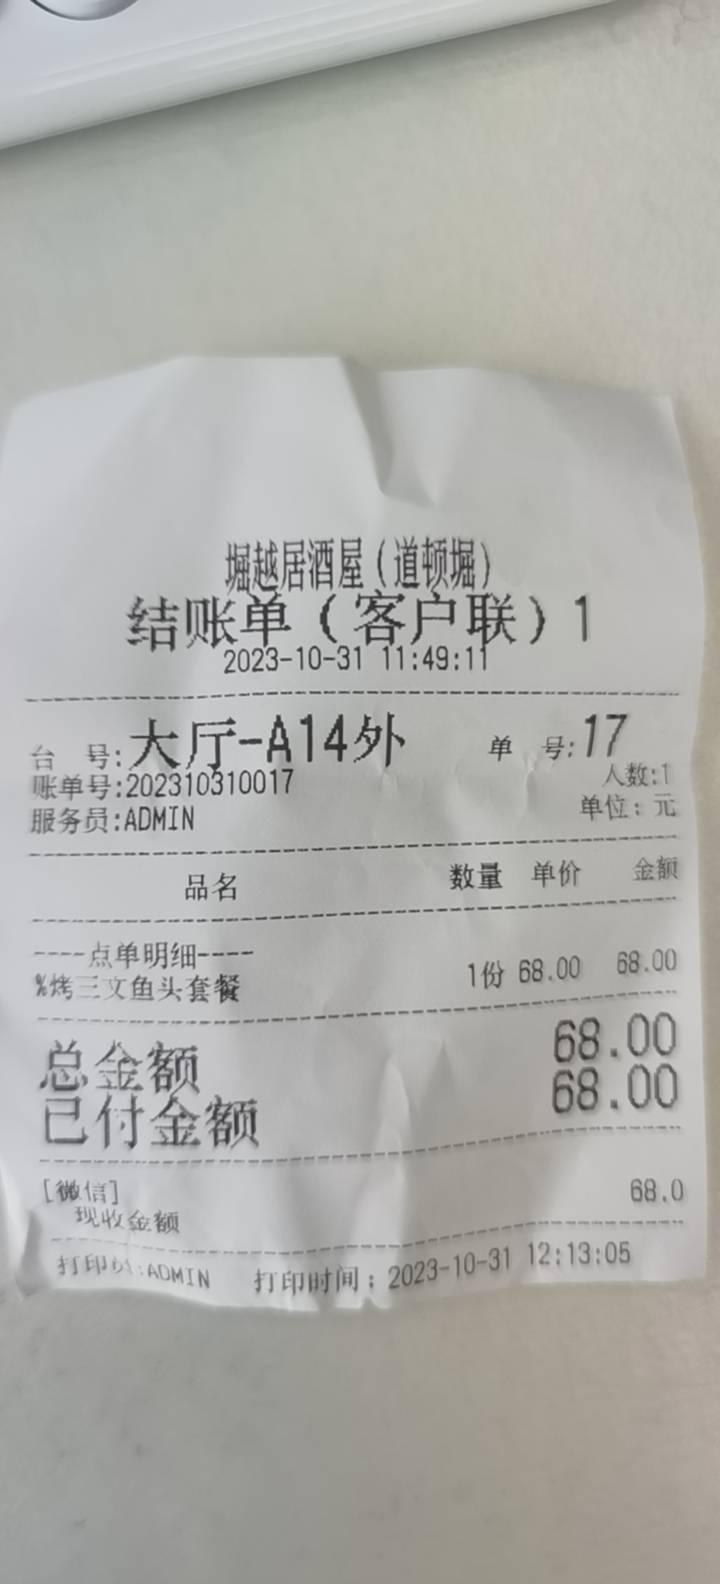 堀越居酒屋（道顿堀）
结账单（客户联）1
2023-10-31 11:49:11
台 号:大厅-A14外 单 号:17
账单号:202310310017 人数:1
服务员:ADMIN 单位：元
品名 数量 单价 金额
----点单明细----
%烤三文鱼头套餐 1份 68.00 68.00
总金额 68.00
已付金额 68.00
[微信] 68.0
现收金额
打印 :ADMIN 打印时间：2023-10-31 12:13:05